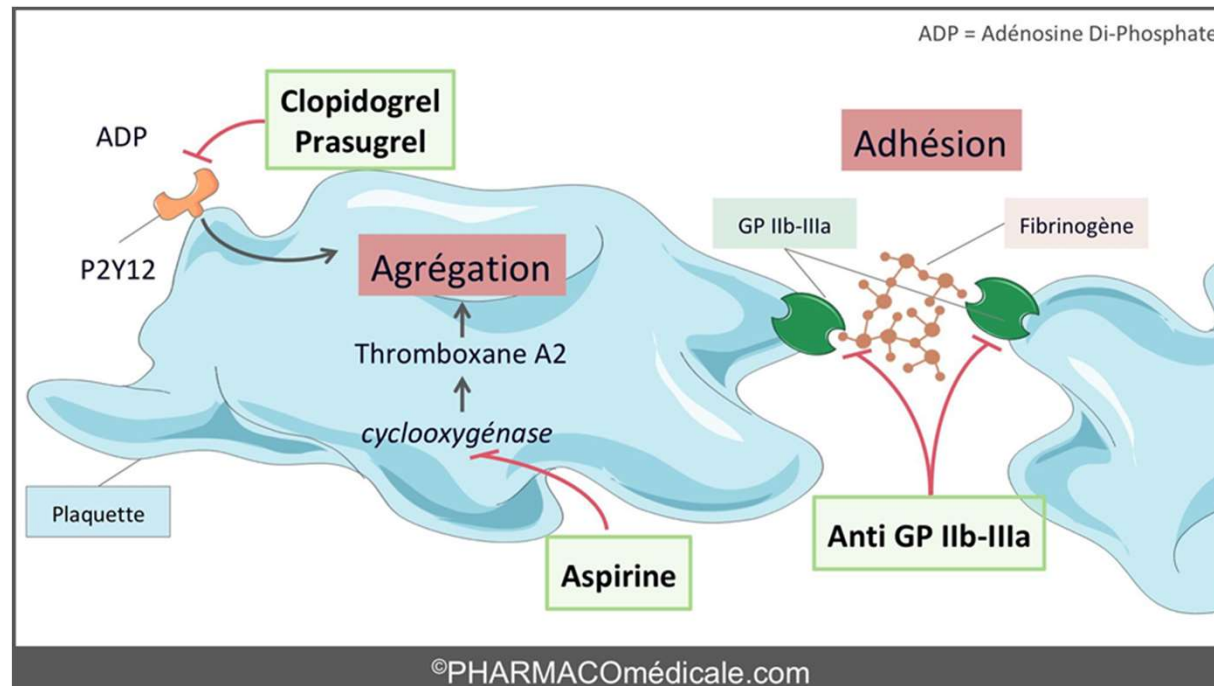 ADP = Adénosine Di-Phosphate
Clopidogrel
Prasugrel
ADP
Adhésion
GP IIb-IIIa
Fibrinogène
P2Y12
Agrégation
Thromboxane A2
cyclooxygénase
Plaquette
Anti GP IIb-IIIa
Aspirine
©PHARMACOmédicale.com